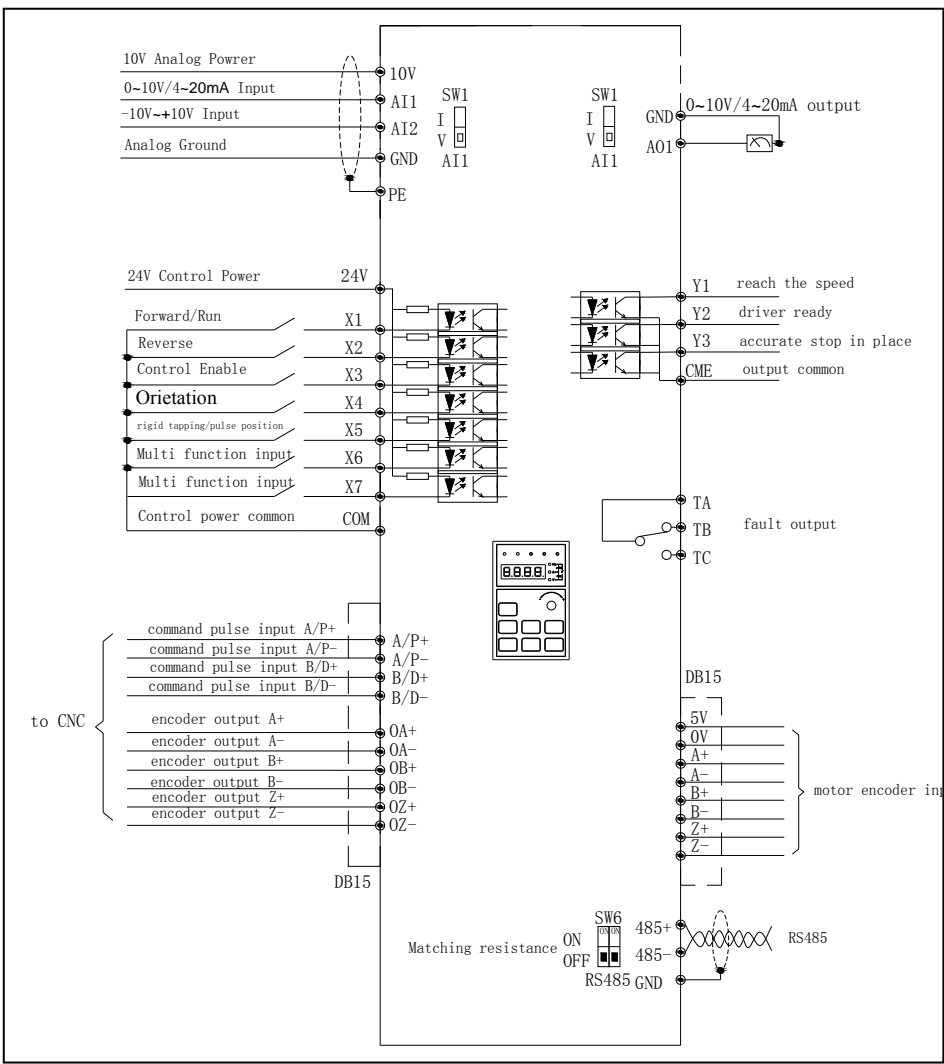 10V Analog Powrer
10V
0~10V/4~20mA Input
AI1
-10V~+10V Input
AI2
Analog Ground
GND
PE
SW1
I
V
AI1
SW1
I
V
AI1
0~10V/4~20mA output
GND
AO1
24V Control Power
24V
Forward/Run
X1
Reverse
X2
Control Enable
X3
Orietation
X4
rigid tapping/pulse position
X5
Multi function input
X6
Multi function input
X7
Control power common
COM
Y1 reach the speed
Y2 driver ready
Y3 accurate stop in place
CME output common
TA
TB fault output
TC
8.8.8.8.
to CNC
command pulse input A/P+
A/P+
command pulse input A/P-
A/P-
command pulse input B/D+
B/D+
command pulse input B/D-
B/D-
encoder output A+
OA+
encoder output A-
OA-
encoder output B+
OB+
encoder output B-
OB-
encoder output Z+
OZ+
encoder output Z-
OZ-
DB15
DB15
5V
0V
A+
A-
B+
B-
Z+
Z-
motor encoder inp
Matching resistance
SW6
ON ON
ON
OFF
RS485
485+
485-
GND
RS485